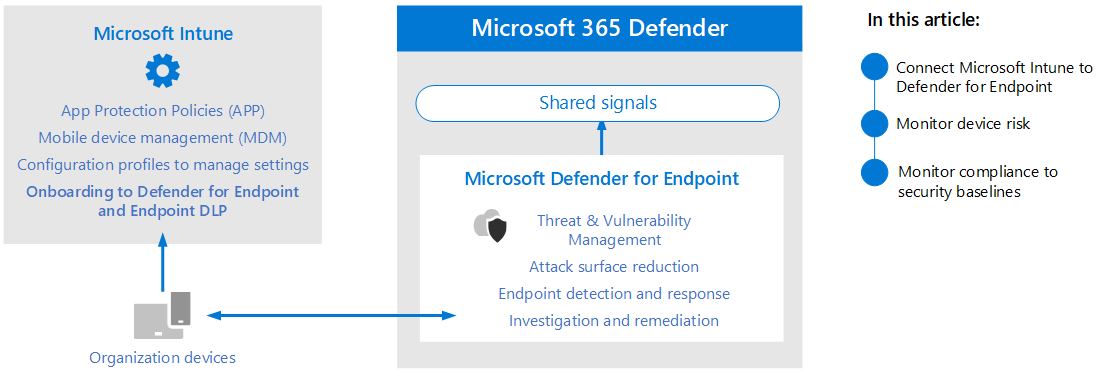 Microsoft Intune
App Protection Policies (APP)
Mobile device management (MDM)
Configuration profiles to manage settings
Onboarding to Defender for Endpoint
and Endpoint DLP
Organization devices
Microsoft 365 Defender
Shared signals
Microsoft Defender for Endpoint
Threat & Vulnerability
Management
Attack surface reduction
Endpoint detection and response
Investigation and remediation
In this article:
Connect Microsoft Intune to
Defender for Endpoint
Monitor device risk
Monitor compliance to
security baselines